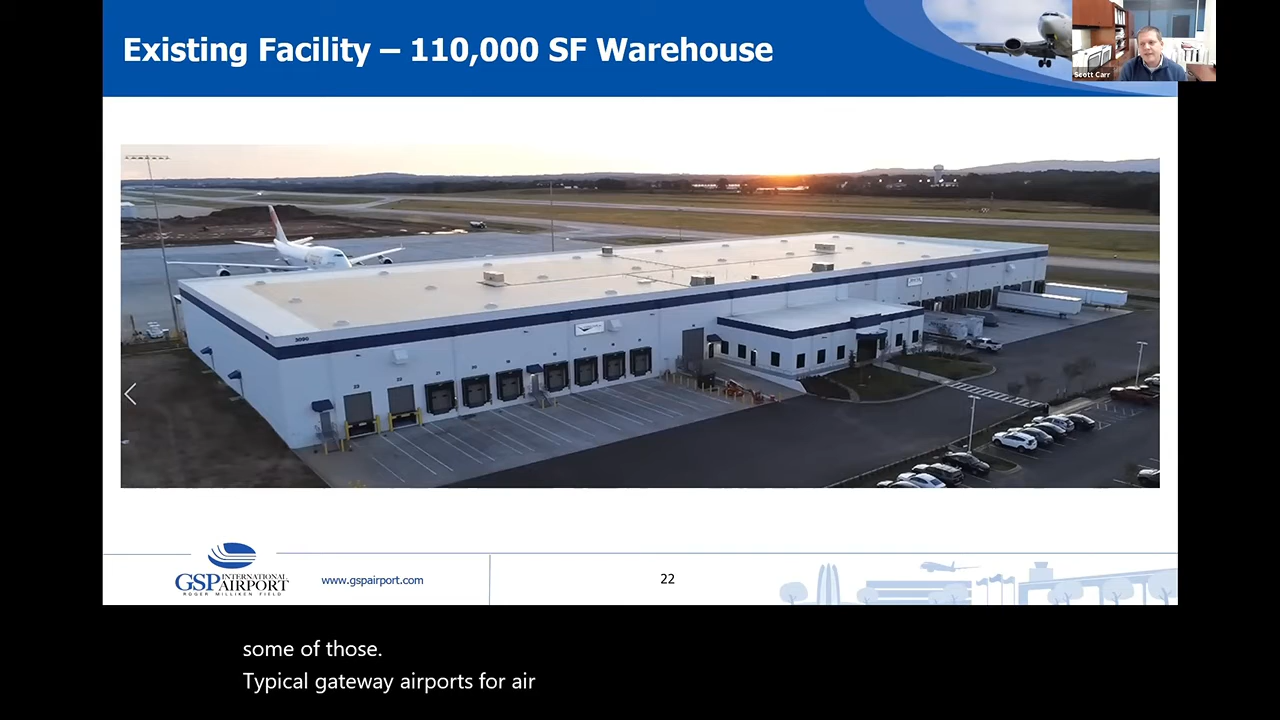 Existing Facility – 110,000 SF Warehouse
Scott Carr
GSP INTERNATIONAL AIRPORT
ROGER MILLIKEN FIELD
www.gspairport.com
22
some of those.
Typical gateway airports for air